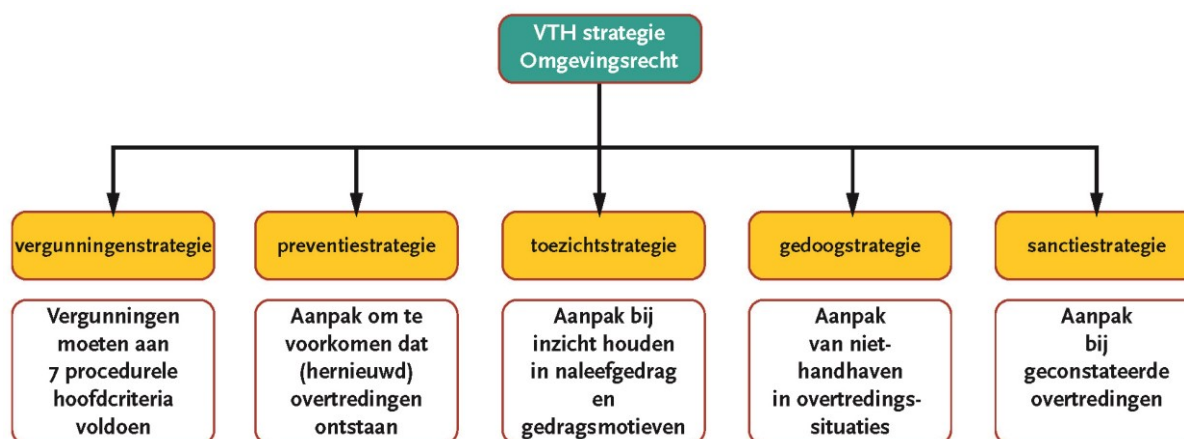 VTH strategie
Omgevingsrecht
vergunningenstrategie
preventiestrategie
toezichtstrategie
gedoogstrategie
sanctiestrategie
Vergunningen
moeten aan
7 procedurele
hoofdcriteria
voldoen
Aanpak om te
voorkomen dat
(hernieuwd)
overtredingen
ontstaan
Aanpak bij
inzicht houden
in naleefgedrag
en
gedragsmotieven
Aanpak
van niet-
handhaven
in overtredings-
situaties
Aanpak
bij
geconstateerde
overtredingen